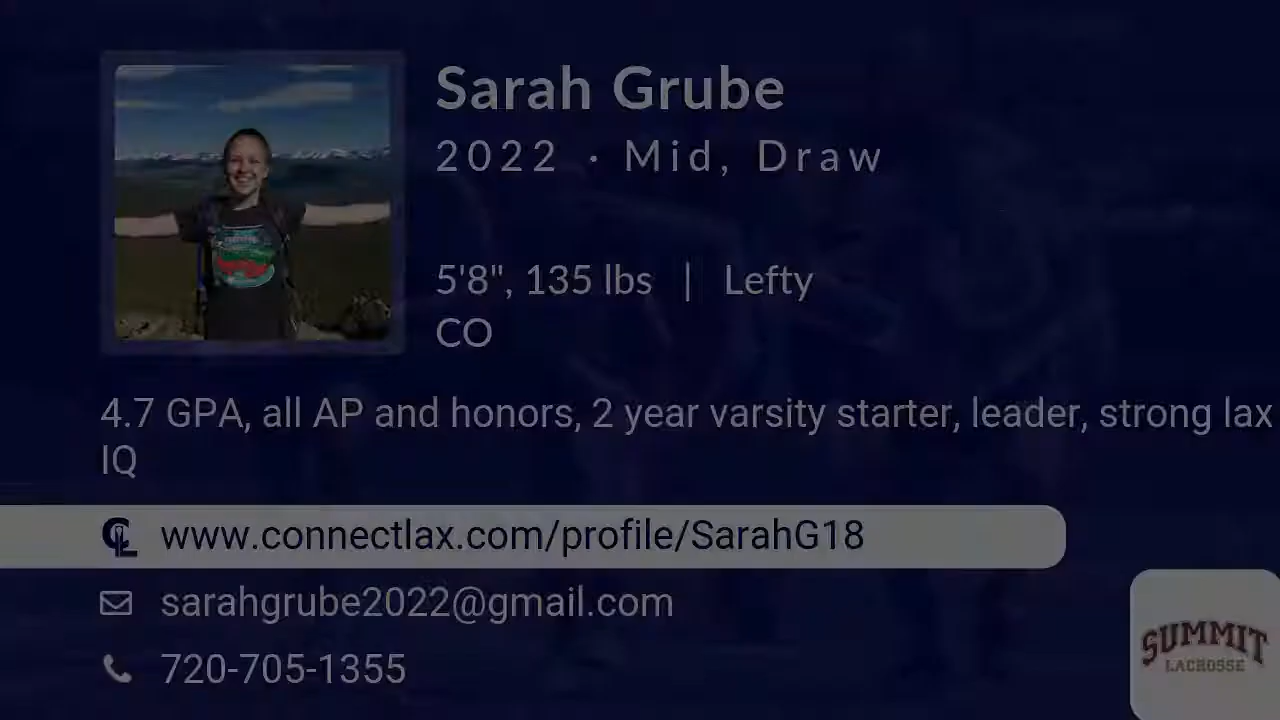 Sarah Grube
2022 · Mid, Draw
5'8", 135 lbs | Lefty
CO
4.7 GPA, all AP and honors, 2 year varsity starter, leader, strong lax
IQ
www.connectlax.com/profile/SarahG18
sarahgrube2022@gmail.com
720-705-1355
SUMMIT
LACROSSE